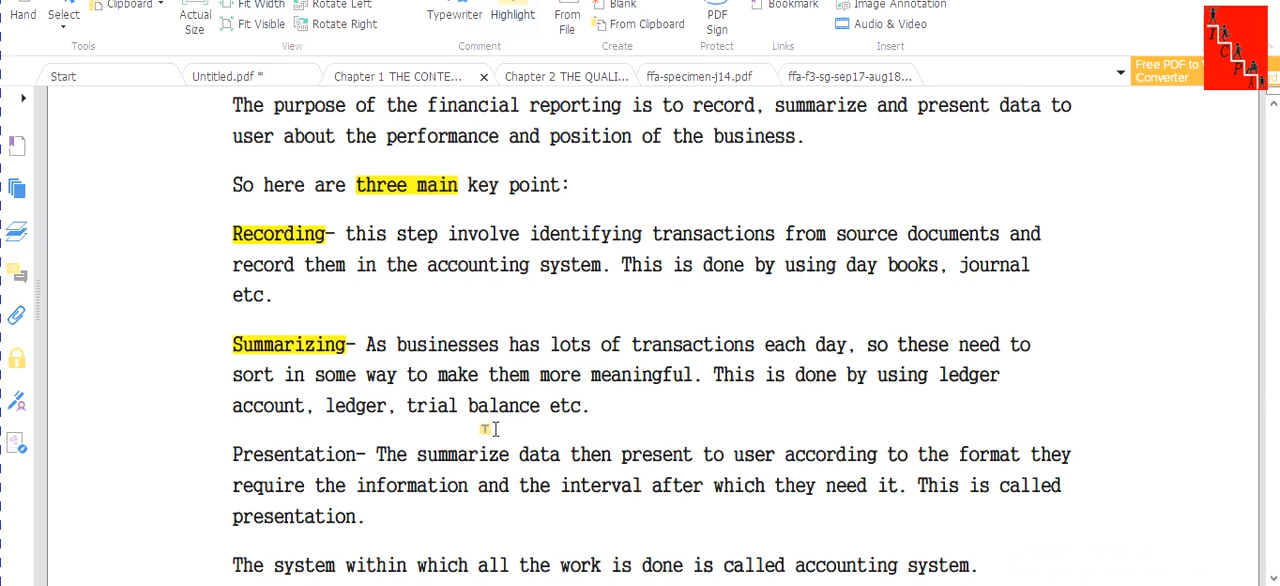 Hand
Select
Clipboard
Actual
Size
Fit Width
Fit Visible
Rotate Left
Rotate Right
Typewriter
Highlight
From
File
Blank
From Clipboard
PDF
Sign
Bookmark
Image Annotation
Audio & Video
Tools
View
Comment
Create
Protect
Links
Insert
Start
Untitled.pdf *
Chapter 1 THE CONTE...
Chapter 2 THE QUALI...
ffa-specimen-j14.pdf
ffa-f3-sg-sep17-aug18...
Free PDF to
Converter
T
C
P
A
The purpose of the financial reporting is to record, summarize and present data to
user about the performance and position of the business.
So here are three main key point:
Recording- this step involve identifying transactions from source documents and
record them in the accounting system. This is done by using day books, journal
etc.
Summarizing- As businesses has lots of transactions each day, so these need to
sort in some way to make them more meaningful. This is done by using ledger
account, ledger, trial balance etc.
Presentation- The summarize data then present to user according to the format they
require the information and the interval after which they need it. This is called
presentation.
The system within which all the work is done is called accounting system.